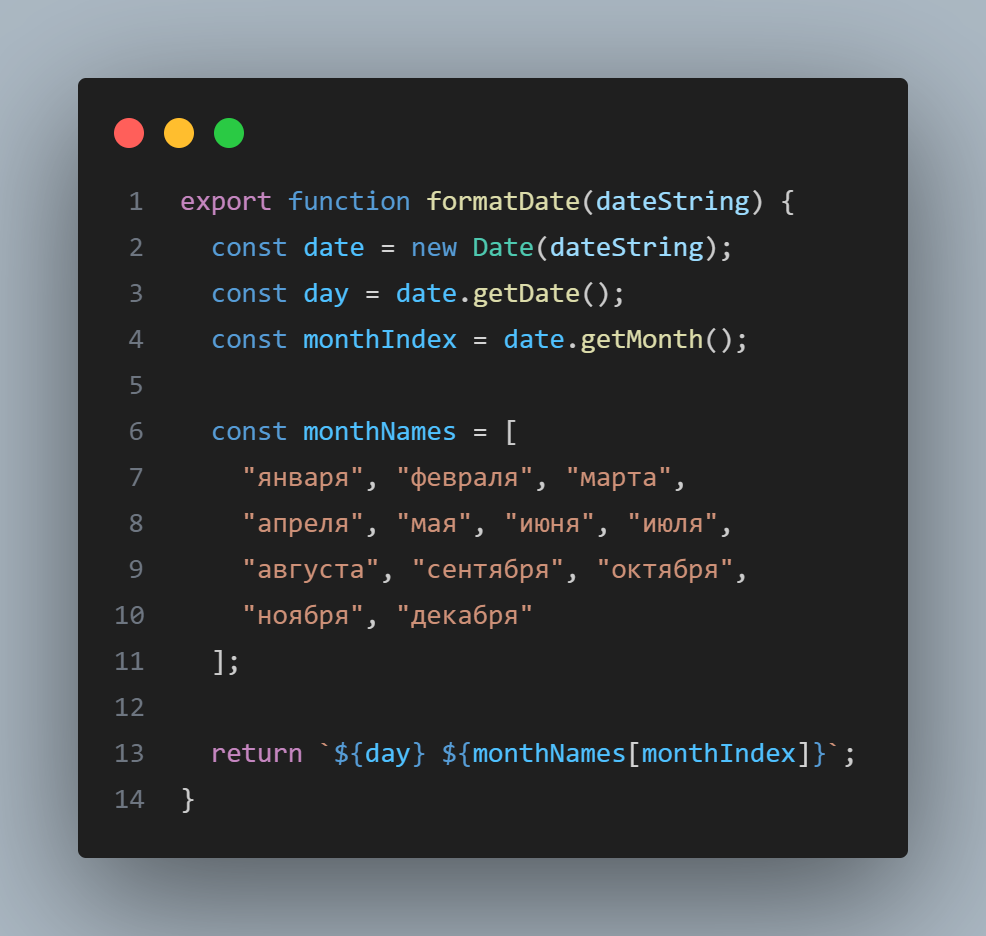 1 export function formatDate(dateString) {
2   const date = new Date(dateString);
3   const day = date.getDate();
4   const monthIndex = date.getMonth();
5
6   const monthNames = [
7     "января", "февраля", "марта",
8     "апреля", "мая", "июня", "июля",
9     "августа", "сентября", "октября",
10     "ноября", "декабря"
11   ];
12
13   return `${day} ${monthNames[monthIndex]}`;
14 }